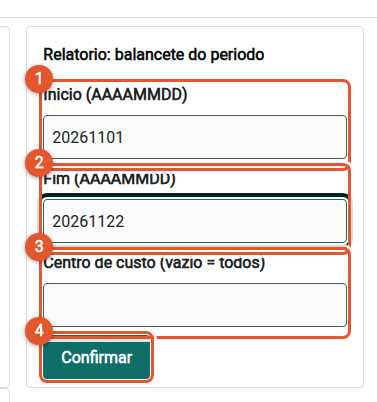 Relatorio: balancete do periodo
1
Inicio (AAAAMMDD)
20261101
2
Fim (AAAAMMDD)
20261122
3
Centro de custo (vazio = todos)
4
Confirmar